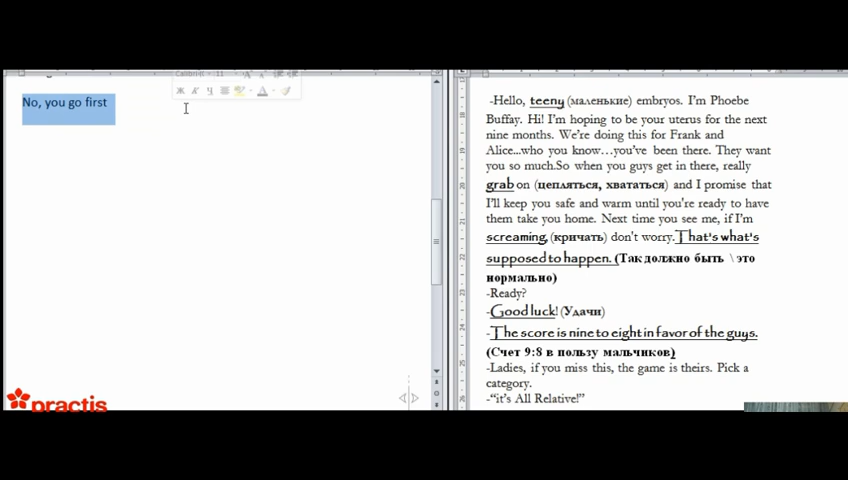 Calibri 11
No, you go first
-Hello, teeny (маленькие) embryos. I'm Phoebe
Buffay. Hi! I'm hoping to be your uterus for the next
nine months. We're doing this for Frank and
Alice...who you know…you've been there. They want
you so much.So when you guys get in there, really
grab on (цепляться, хвататься) and I promise that
I'll keep you safe and warm until you're ready to have
them take you home. Next time you see me, if I'm
screaming, (кричать) don't worry.That's what's
supposed to happen. (Так должно быть \ это
нормально)
-Ready?
-Good luck! (Удачи)
-The score is nine to eight in favor of the guys.
(Счет 9:8 в пользу мальчиков)
-Ladies, if you miss this, the game is theirs. Pick a
category.
-“it's All Relative!”
practis